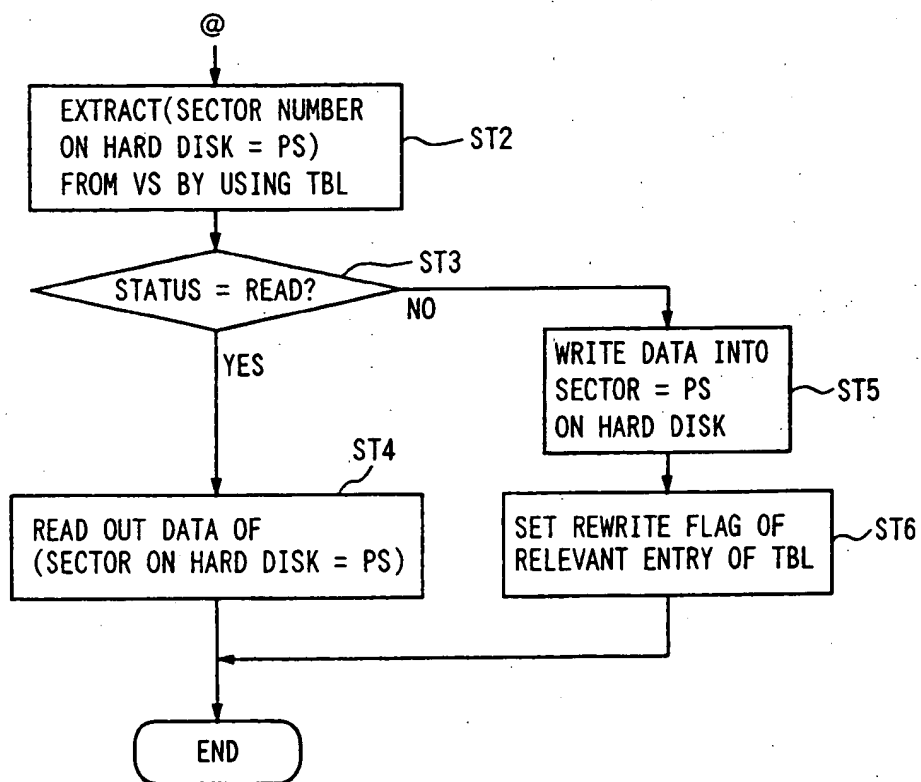 @
EXTRACT(SECTOR NUMBER
ON HARD DISK = PS)
FROM VS BY USING TBL
ST2
STATUS = READ?
ST3
NO
YES
WRITE DATA INTO
SECTOR = PS
ON HARD DISK
ST5
ST4
READ OUT DATA OF
(SECTOR ON HARD DISK = PS)
SET REWRITE FLAG OF
RELEVANT ENTRY OF TBL
ST6
END